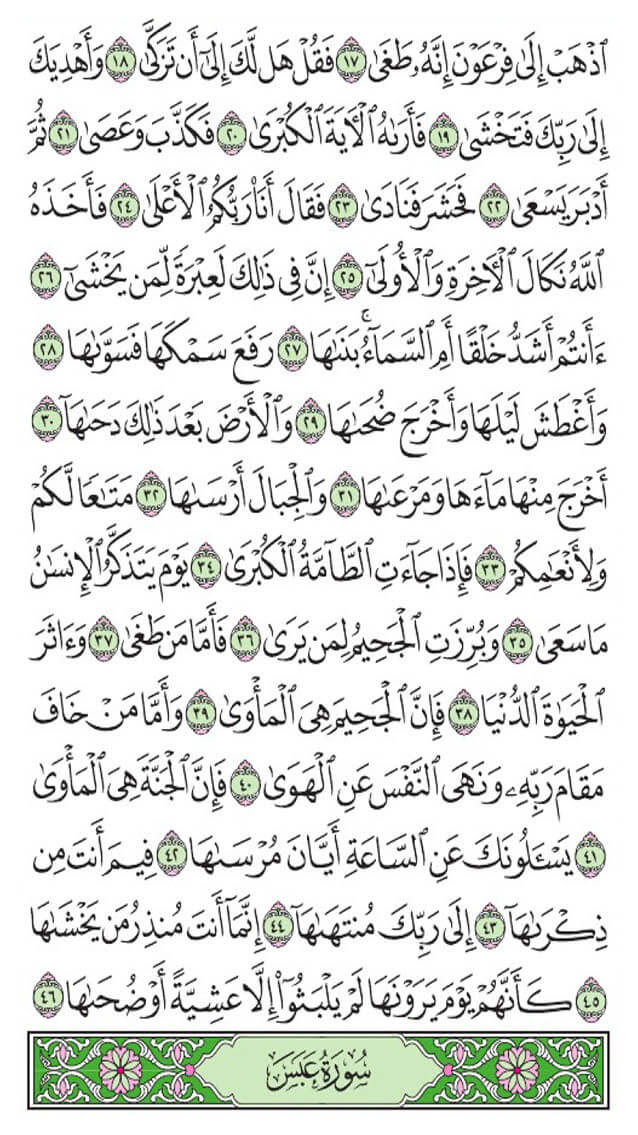 ٱذۡهَبۡ إِلَىٰ فِرۡعَوۡنَ إِنَّهُۥ طَغَىٰ ١٧ فَقُلۡ هَل لَّكَ إِلَىٰٓ أَن تَزَكَّىٰ ١٨ وَأَهۡدِيَكَ
إِلَىٰ رَبِّكَ فَتَخۡشَىٰ ١٩ فَأَرَىٰهُ ٱلۡأٓيَةَ ٱلۡكُبۡرَىٰ ٢٠ فَكَذَّبَ وَعَصَىٰ ٢١ ثُمَّ
أَدۡبَرَ يَسۡعَىٰ ٢٢ فَحَشَرَ فَنَادَىٰ ٢٣ فَقَالَ أَنَا۠ رَبُّكُمُ ٱلۡأَعۡلَىٰ ٢٤ فَأَخَذَهُ
ٱللَّهُ نَكَالَ ٱلۡأٓخِرَةِ وَٱلۡأُولَىٰٓ ٢٥ إِنَّ فِي ذَٰلِكَ لَعِبۡرَةٗ لِّمَن يَخۡشَىٰٓ ٢٦
ءَأَنتُمۡ أَشَدُّ خَلۡقًا أَمِ ٱلسَّمَآءُۚ بَنَىٰهَا ٢٧ رَفَعَ سَمۡكَهَا فَسَوَّىٰهَا ٢٨
وَأَغۡطَشَ لَيۡلَهَا وَأَخۡرَجَ ضُحَىٰهَا ٢٩ وَٱلۡأَرۡضَ بَعۡدَ ذَٰلِكَ دَحَىٰهَآ ٣٠
أَخۡرَجَ مِنۡهَا مَآءَهَا وَمَرۡعَىٰهَا ٣١ وَٱلۡجِبَالَ أَرۡسَىٰهَا ٣٢ مَتَٰعٗا لَّكُمۡ
وَلِأَنۡعَٰمِكُمۡ ٣٣ فَإِذَا جَآءَتِ ٱلطَّآمَّةُ ٱلۡكُبۡرَىٰ ٣٤ يَوۡمَ يَتَذَكَّرُ ٱلۡإِنسَٰنُ
مَا سَعَىٰ ٣٥ وَبُرِّزَتِ ٱلۡجَحِيمُ لِمَن يَرَىٰ ٣٦ فَأَمَّا مَن طَغَىٰ ٣٧ وَءَاثَرَ
ٱلۡحَيَوٰةَ ٱلدُّنۡيَا ٣٨ فَإِنَّ ٱلۡجَحِيمَ هِيَ ٱلۡمَأۡوَىٰ ٣٩ وَأَمَّا مَنۡ خَافَ
مَقَامَ رَبِّهِۦ وَنَهَى ٱلنَّفۡسَ عَنِ ٱلۡهَوَىٰ ٤٠ فَإِنَّ ٱلۡجَنَّةَ هِيَ ٱلۡمَأۡوَىٰ
٤١ يَسۡـَٔلُونَكَ عَنِ ٱلسَّاعَةِ أَيَّانَ مُرۡسَىٰهَا ٤٢ فِيمَ أَنتَ مِن
ذِكۡرَىٰهَآ ٤٣ إِلَىٰ رَبِّكَ مُنتَهَىٰهَآ ٤٤ إِنَّمَآ أَنتَ مُنذِرُ مَن يَخۡشَىٰهَا
٤٥ كَأَنَّهُمۡ يَوۡمَ يَرَوۡنَهَا لَمۡ يَلۡبَثُوٓاْ إِلَّا عَشِيَّةً أَوۡ ضُحَىٰهَا ٤٦
سُورَةُ عَبَسَ